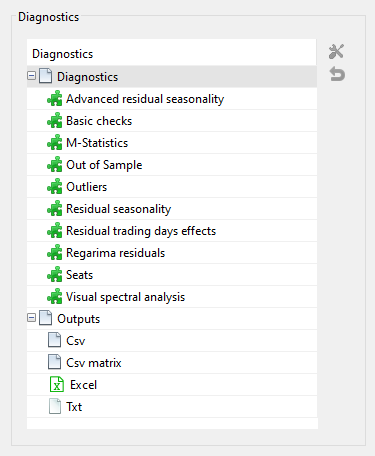 Diagnostics
Diagnostics
Diagnostics
Advanced residual seasonality
Basic checks
M-Statistics
Out of Sample
Outliers
Residual seasonality
Residual trading days effects
Regarima residuals
Seats
Visual spectral analysis
Outputs
Csv
Csv matrix
Excel
Txt